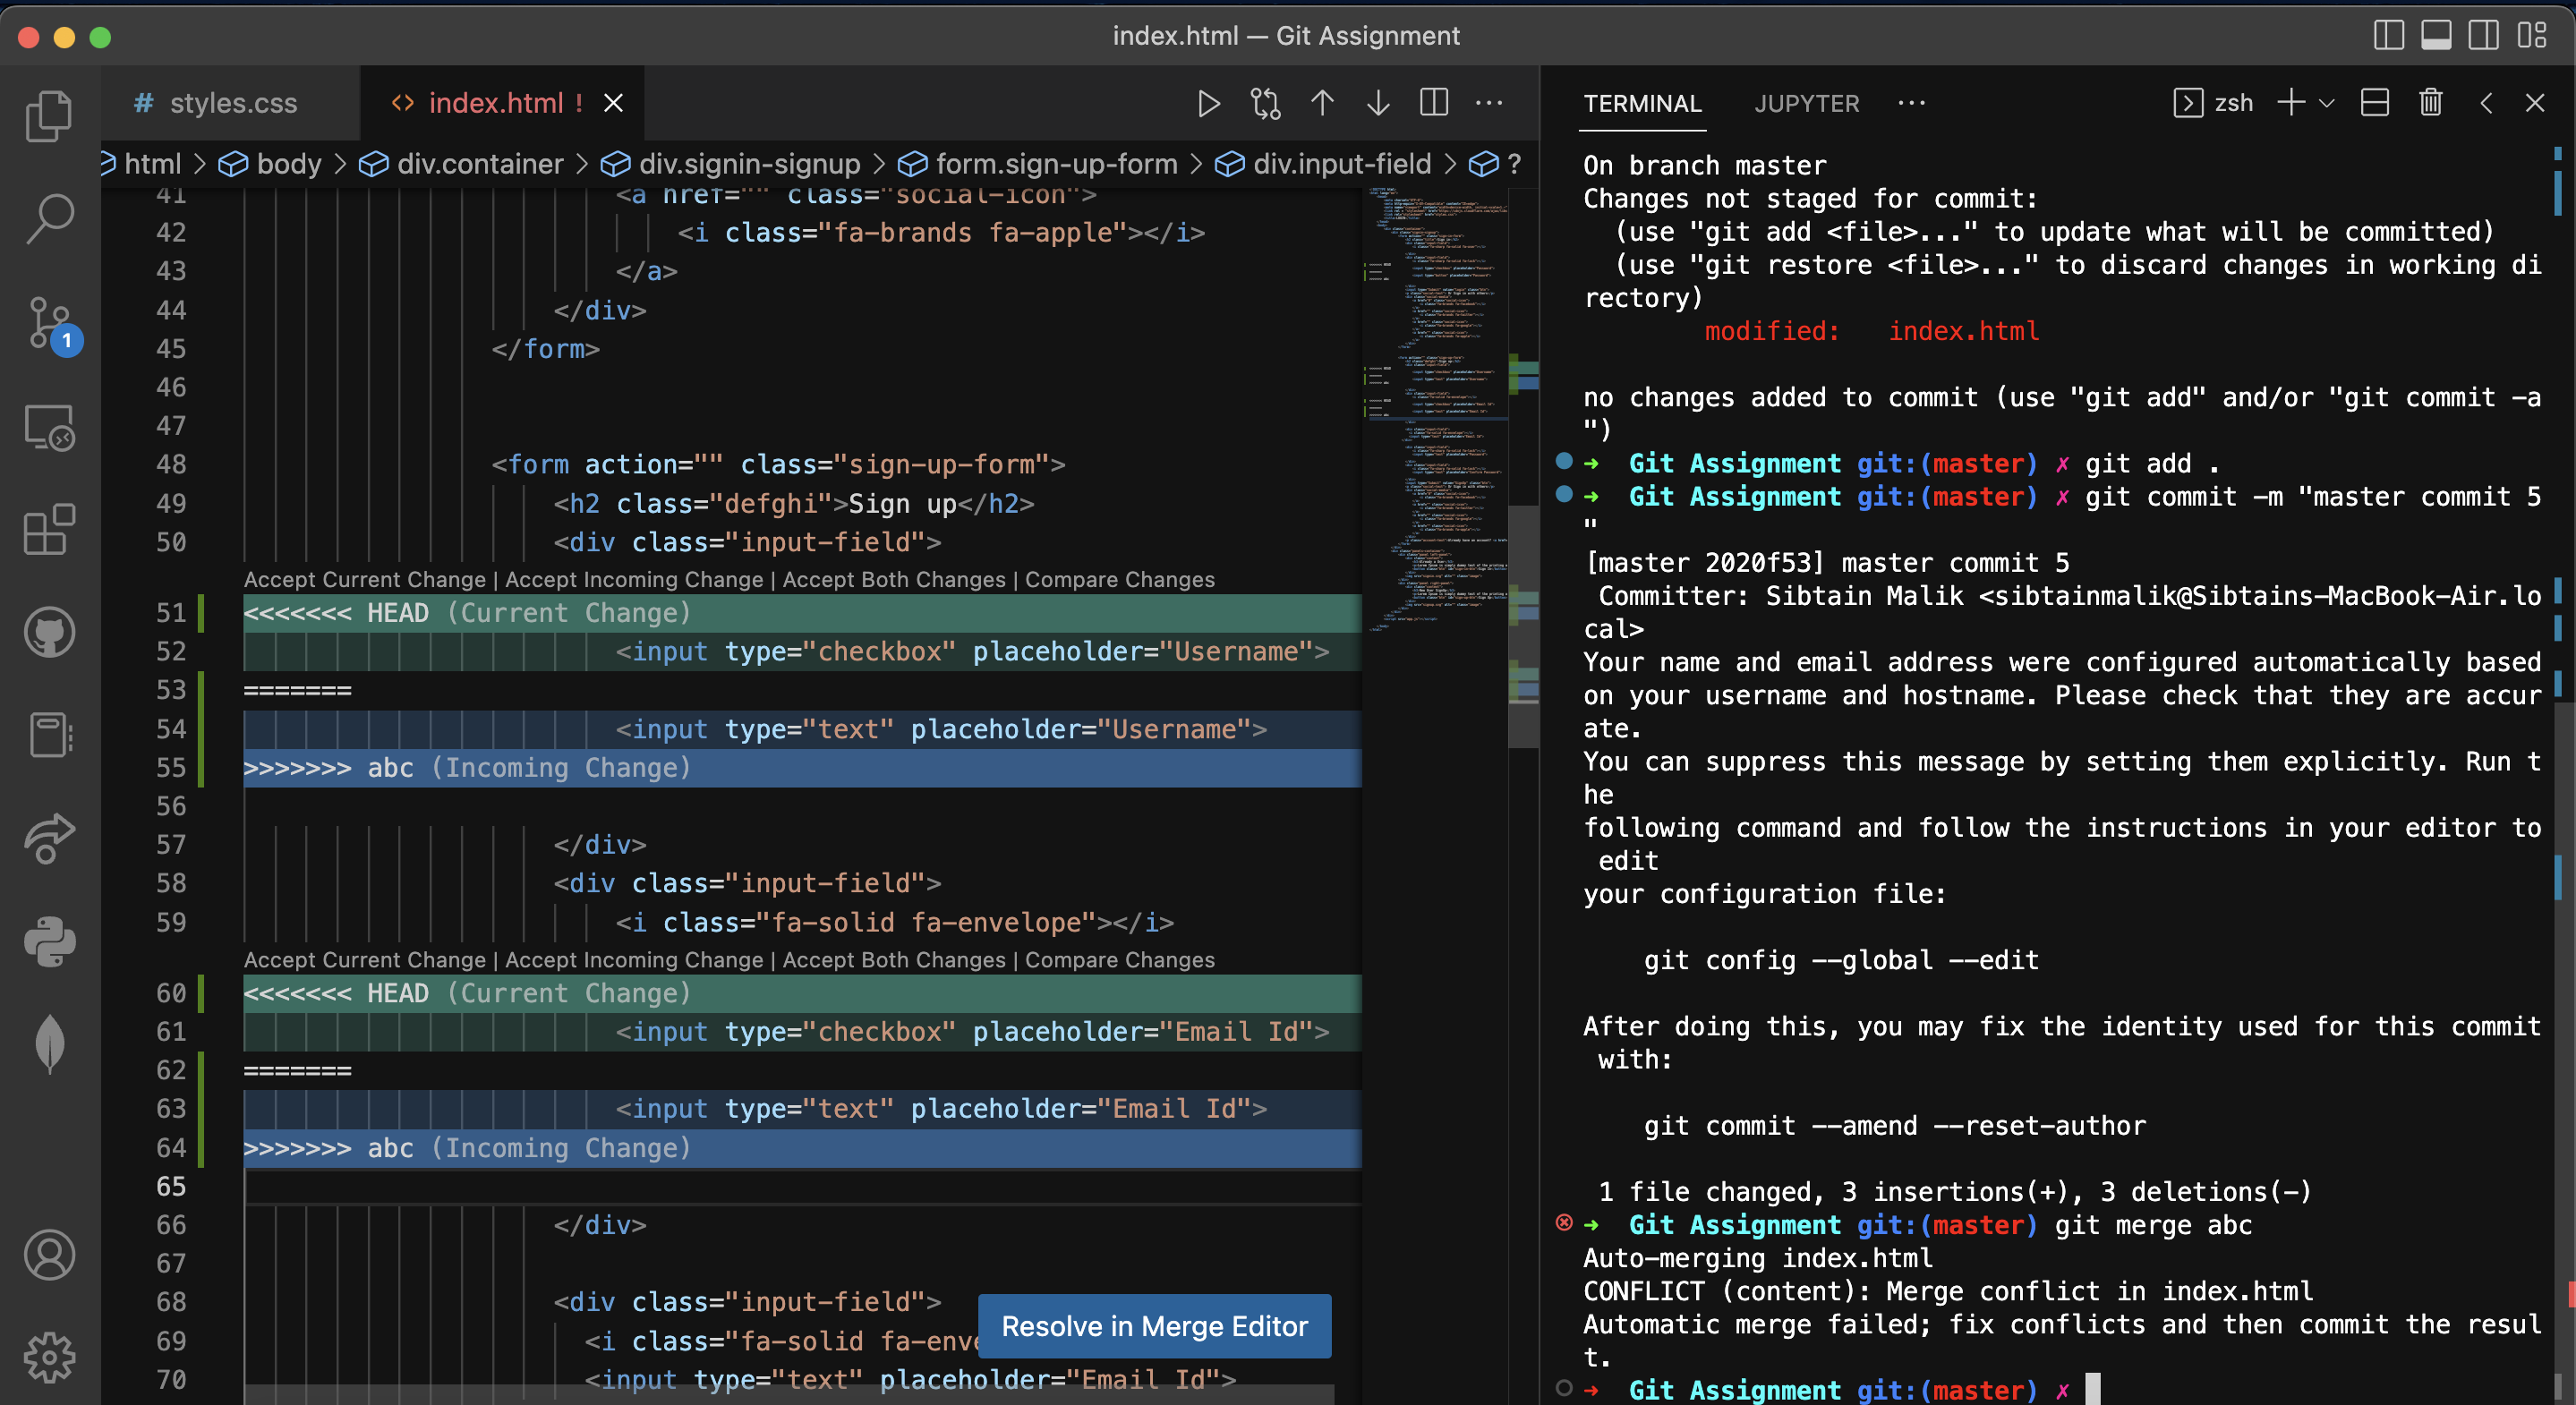 index.html — Git Assignment
# styles.css
<> index.html ! ×
html > body > div.container > div.signin-signup > form.sign-up-form > div.input-field > ?
41 <a href="" class="social-icon">
42 <i class="fa-brands fa-apple"></i>
43 </a>
44 </div>
45 </form>
46
47
48 <form action="" class="sign-up-form">
49 <h2 class="defghi">Sign up</h2>
50 <div class="input-field">
Accept Current Change | Accept Incoming Change | Accept Both Changes | Compare Changes
51 <<<<<<< HEAD (Current Change)
52 <input type="checkbox" placeholder="Username">
53 =======
54 <input type="text" placeholder="Username">
55 >>>>>>> abc (Incoming Change)
56
57 </div>
58 <div class="input-field">
59 <i class="fa-solid fa-envelope"></i>
Accept Current Change | Accept Incoming Change | Accept Both Changes | Compare Changes
60 <<<<<<< HEAD (Current Change)
61 <input type="checkbox" placeholder="Email Id">
62 =======
63 <input type="text" placeholder="Email Id">
64 >>>>>>> abc (Incoming Change)
65
66 </div>
67
68 <div class="input-field">
69 <i class="fa-solid fa-enve
70 <input type="text" placeholder="Email Id">
Resolve in Merge Editor
1
TERMINAL
JUPYTER
zsh
On branch master
Changes not staged for commit:
(use "git add <file>..." to update what will be committed)
(use "git restore <file>..." to discard changes in working di
rectory)
modified: index.html
no changes added to commit (use "git add" and/or "git commit -a
")
➜ Git Assignment git:(master) ✗ git add .
➜ Git Assignment git:(master) ✗ git commit -m "master commit 5
"
[master 2020f53] master commit 5
Committer: Sibtain Malik <sibtainmalik@Sibtains-MacBook-Air.lo
cal>
Your name and email address were configured automatically based
on your username and hostname. Please check that they are accur
ate.
You can suppress this message by setting them explicitly. Run t
he
following command and follow the instructions in your editor to
edit
your configuration file:
git config --global --edit
After doing this, you may fix the identity used for this commit
with:
git commit --amend --reset-author
1 file changed, 3 insertions(+), 3 deletions(-)
➜ Git Assignment git:(master) git merge abc
Auto-merging index.html
CONFLICT (content): Merge conflict in index.html
Automatic merge failed; fix conflicts and then commit the resul
t.
➜ Git Assignment git:(master) ✗